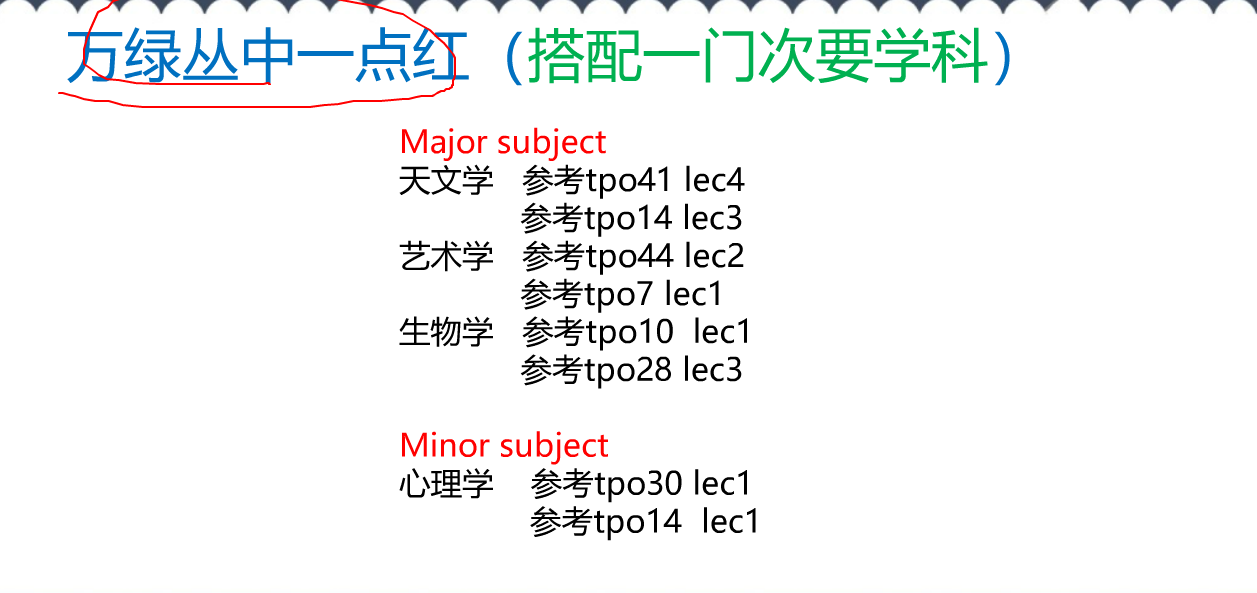 万绿丛中一点红（搭配一门次要学科）
Major subject
天文学 参考tpo41 lec4
参考tpo14 lec3
艺术学 参考tpo44 lec2
参考tpo7 lec1
生物学 参考tpo10 lec1
参考tpo28 lec3
Minor subject
心理学 参考tpo30 lec1
参考tpo14 lec1